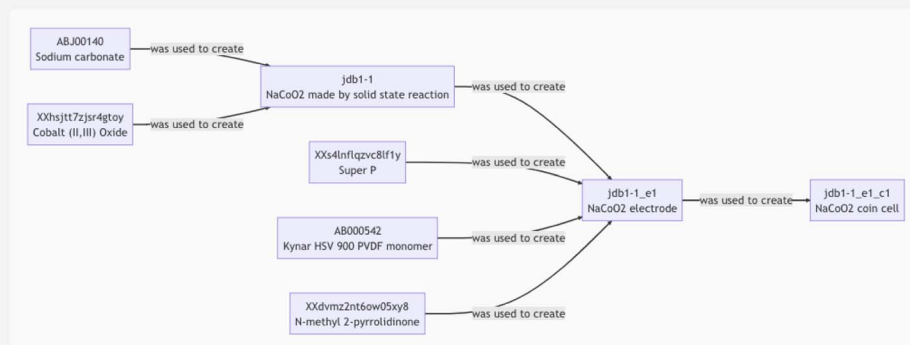 ABJ00140
Sodium carbonate
was used to create
jdb1-1
NaCoO2 made by solid state reaction
was used to create
XXhsjtt7zjsr4gtoy
Cobalt (II,III) Oxide
was used to create
XXs4lnflqzvc8lf1y
Super P
was used to create
jdb1-1_e1
NaCoO2 electrode
was used to create
jdb1-1_e1_c1
NaCoO2 coin cell
AB000542
Kynar HSV 900 PVDF monomer
was used to create
XXdvmz2nt6ow05xy8
N-methyl 2-pyrrolidinone
was used to create